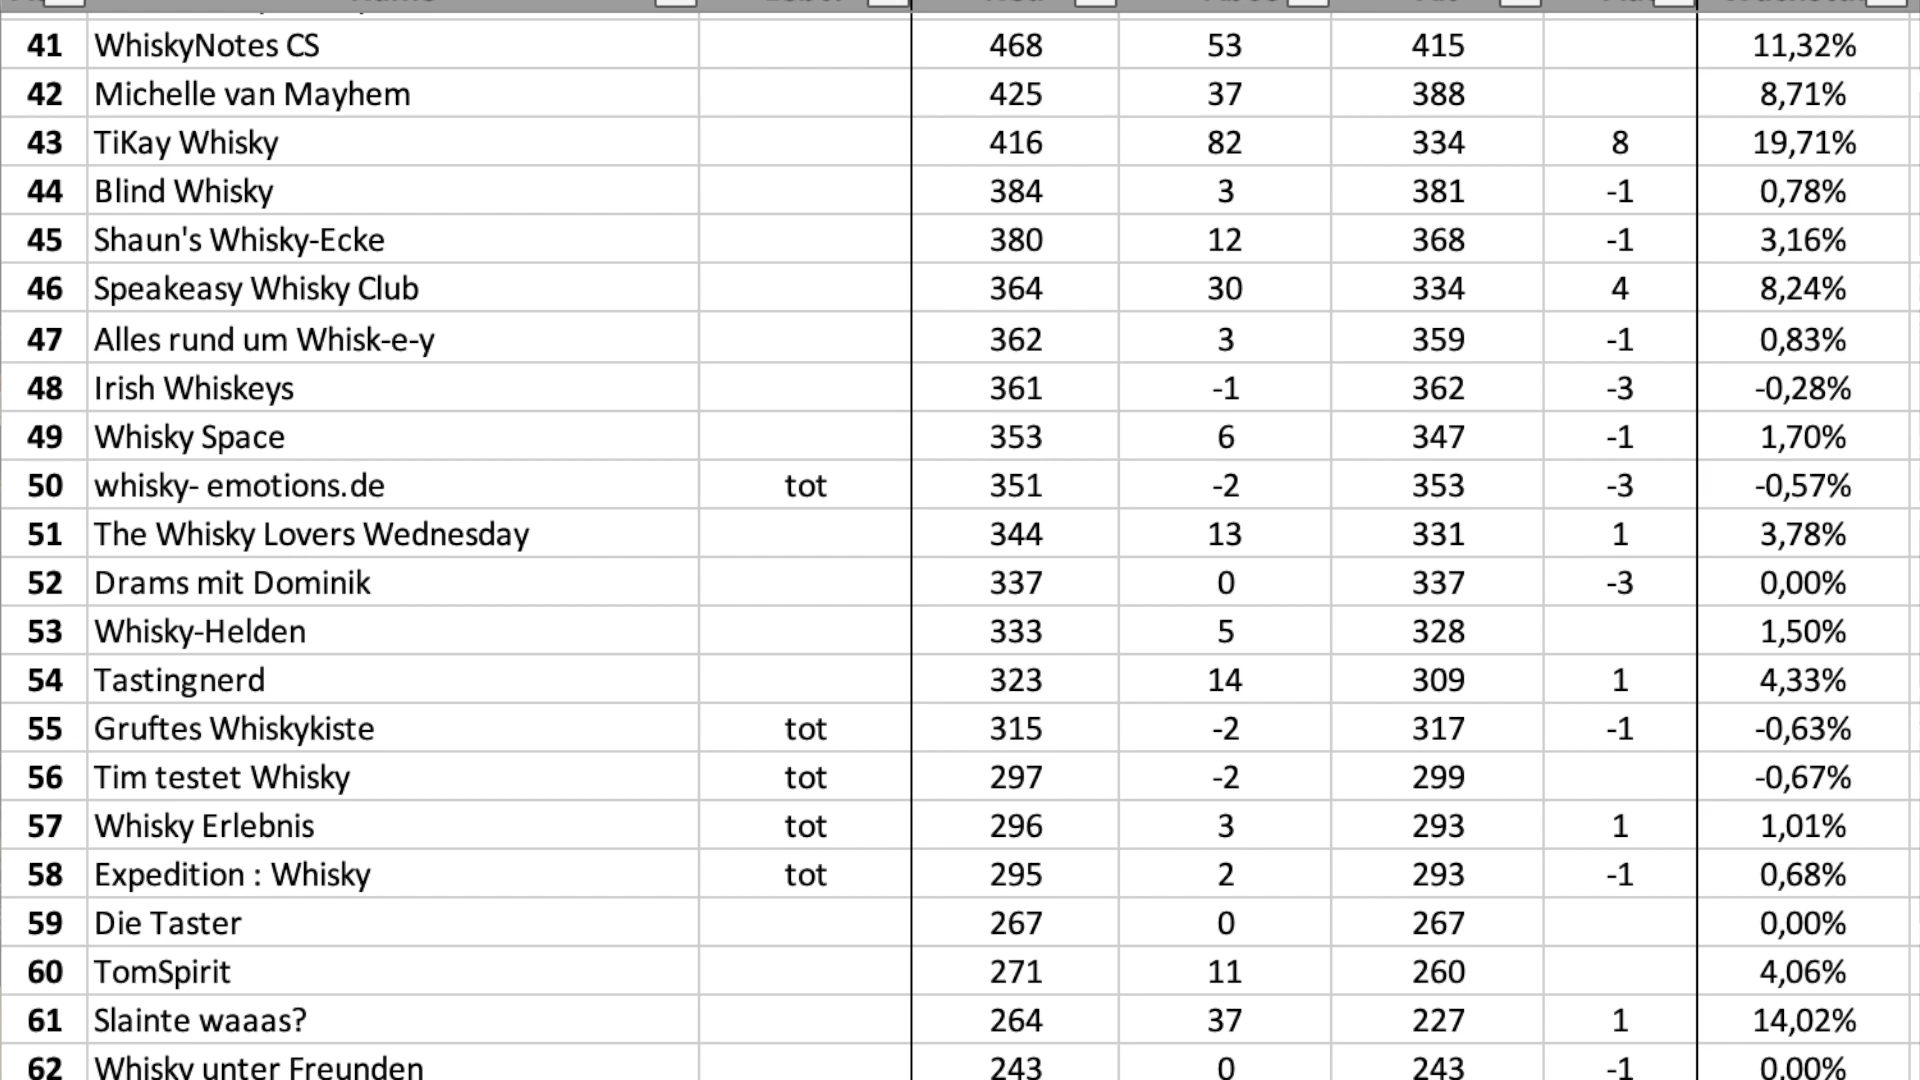 41 WhiskyNotes CS 468 53 415 11,32%
42 Michelle van Mayhem 425 37 388 8,71%
43 TiKay Whisky 416 82 334 8 19,71%
44 Blind Whisky 384 3 381 -1 0,78%
45 Shaun's Whisky-Ecke 380 12 368 -1 3,16%
46 Speakeasy Whisky Club 364 30 334 4 8,24%
47 Alles rund um Whisk-e-y 362 3 359 -1 0,83%
48 Irish Whiskeys 361 -1 362 -3 -0,28%
49 Whisky Space 353 6 347 -1 1,70%
50 whisky- emotions.de tot 351 -2 353 -3 -0,57%
51 The Whisky Lovers Wednesday 344 13 331 1 3,78%
52 Drams mit Dominik 337 0 337 -3 0,00%
53 Whisky-Helden 333 5 328 1,50%
54 Tastingnerd 323 14 309 1 4,33%
55 Gruftes Whiskykiste tot 315 -2 317 -1 -0,63%
56 Tim testet Whisky tot 297 -2 299 -0,67%
57 Whisky Erlebnis tot 296 3 293 1 1,01%
58 Expedition : Whisky tot 295 2 293 -1 0,68%
59 Die Taster 267 0 267 0,00%
60 TomSpirit 271 11 260 4,06%
61 Slainte waaas? 264 37 227 1 14,02%
62 Whisky unter Freunden 243 0 243 -1 0,00%